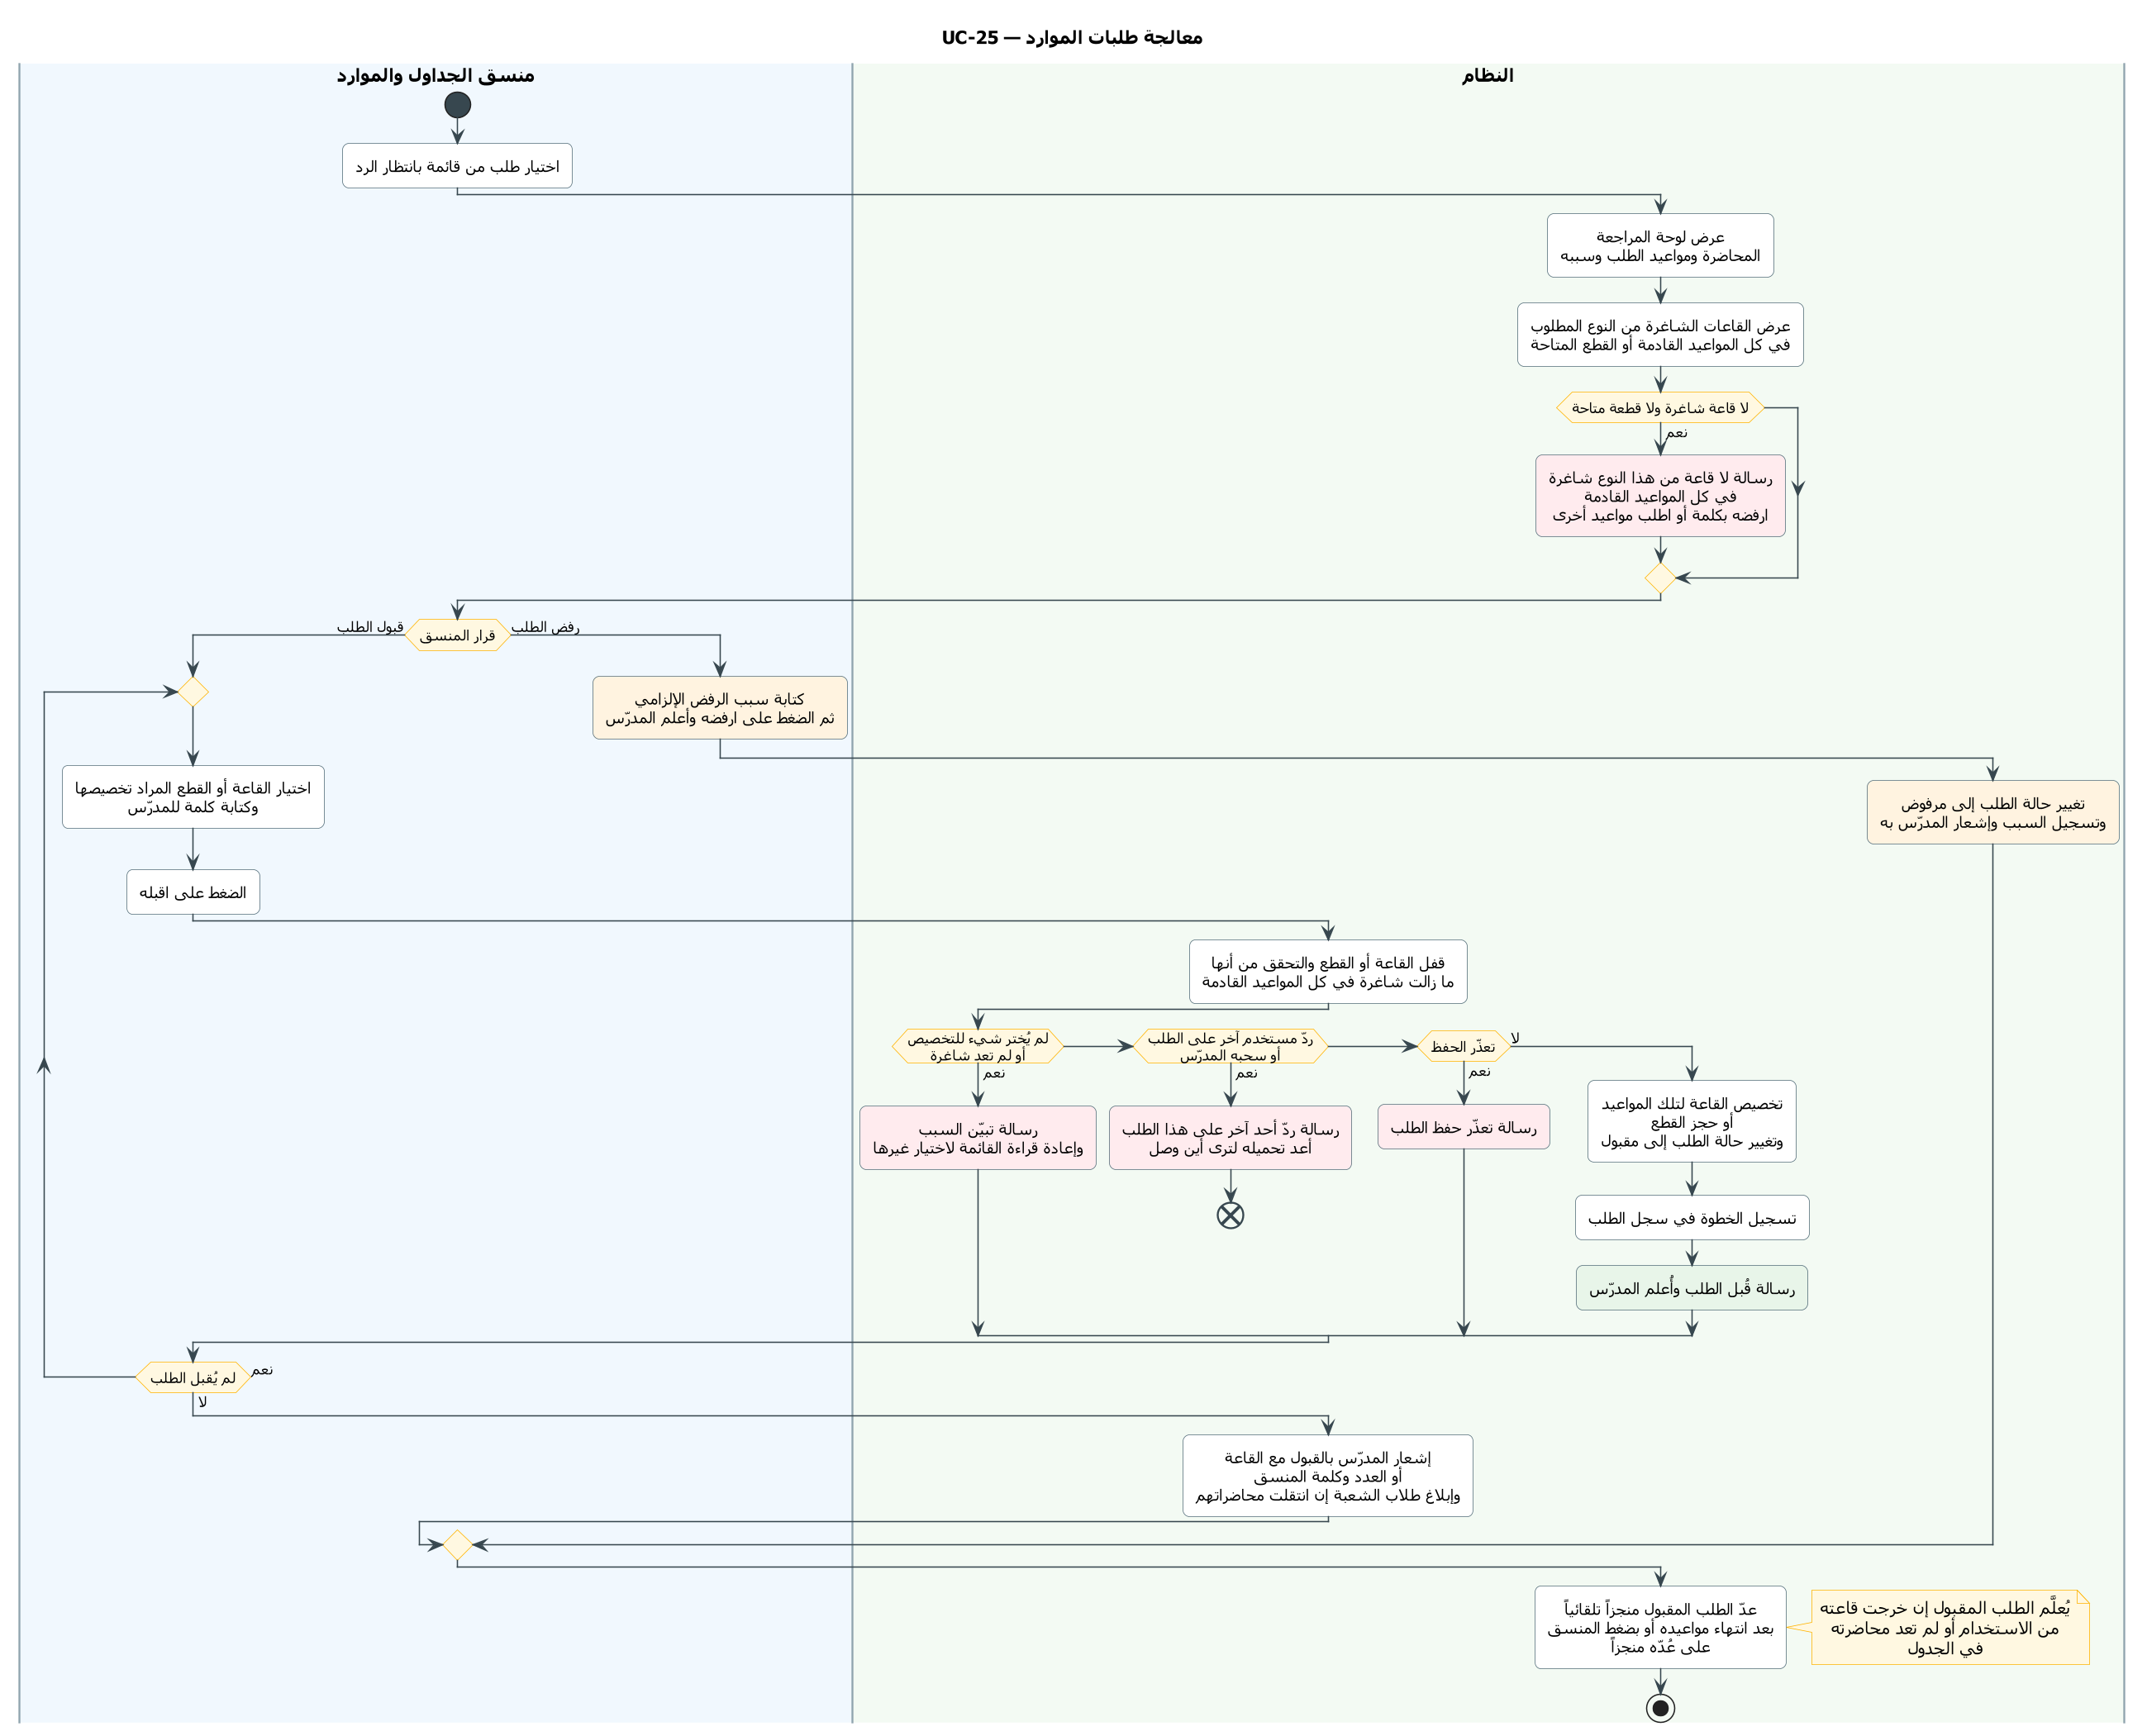 UC-25 — معالجة طلبات الموارد
منسق الجداول والموارد
النظام
اختيار طلب من قائمة بانتظار الرد
عرض لوحة المراجعة
المحاضرة ومواعيد الطلب وسببه
عرض القاعات الشاغرة من النوع المطلوب
في كل المواعيد القادمة أو القطع المتاحة
لا قاعة شاغرة ولا قطعة متاحة
نعم
رسالة لا قاعة من هذا النوع شاغرة
في كل المواعيد القادمة
ارفضه بكلمة أو اطلب مواعيد أخرى
قرار المنسق
قبول الطلب
رفض الطلب
كتابة سبب الرفض الإلزامي
ثم الضغط على ارفضه وأعلم المدرّس
اختيار القاعة أو القطع المراد تخصيصها
وكتابة كلمة للمدرّس
تغيير حالة الطلب إلى مرفوض
وتسجيل السبب وإشعار المدرّس به
الضغط على اقبله
قفل القاعة أو القطع والتحقق من أنها
ما زالت شاغرة في كل المواعيد القادمة
لم يُختر شيء للتخصيص
أو لم تعد شاغرة
نعم
ردّ مستخدم آخر على الطلب
أو سحبه المدرّس
نعم
تعذّر الحفظ
نعم
لا
رسالة تبيّن السبب
وإعادة قراءة القائمة لاختيار غيرها
رسالة ردّ أحد آخر على هذا الطلب
أعد تحميله لترى أين وصل
رسالة تعذّر حفظ الطلب
تخصيص القاعة لتلك المواعيد
أو حجز القطع
وتغيير حالة الطلب إلى مقبول
تسجيل الخطوة في سجل الطلب
رسالة قُبل الطلب وأُعلم المدرّس
لم يُقبل الطلب
نعم
لا
إشعار المدرّس بالقبول مع القاعة
أو العدد وكلمة المنسق
وإبلاغ طلاب الشعبة إن انتقلت محاضراتهم
عدّ الطلب المقبول منجزاً تلقائياً
بعد انتهاء مواعيده أو بضغط المنسق
على عُدّه منجزاً
يُعلَّم الطلب المقبول إن خرجت قاعته
من الاستخدام أو لم تعد محاضرته
في الجدول